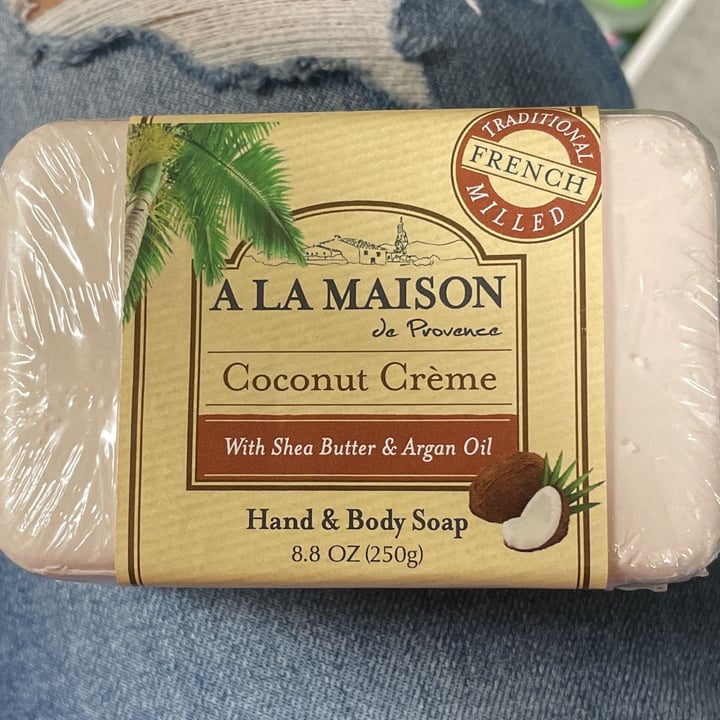 TRADITIONAL
FRENCH
MILLED
A LA MAISON
de Provence
Coconut Crème
With Shea Butter & Argan Oil
Hand & Body Soap
8.8 OZ (250g)